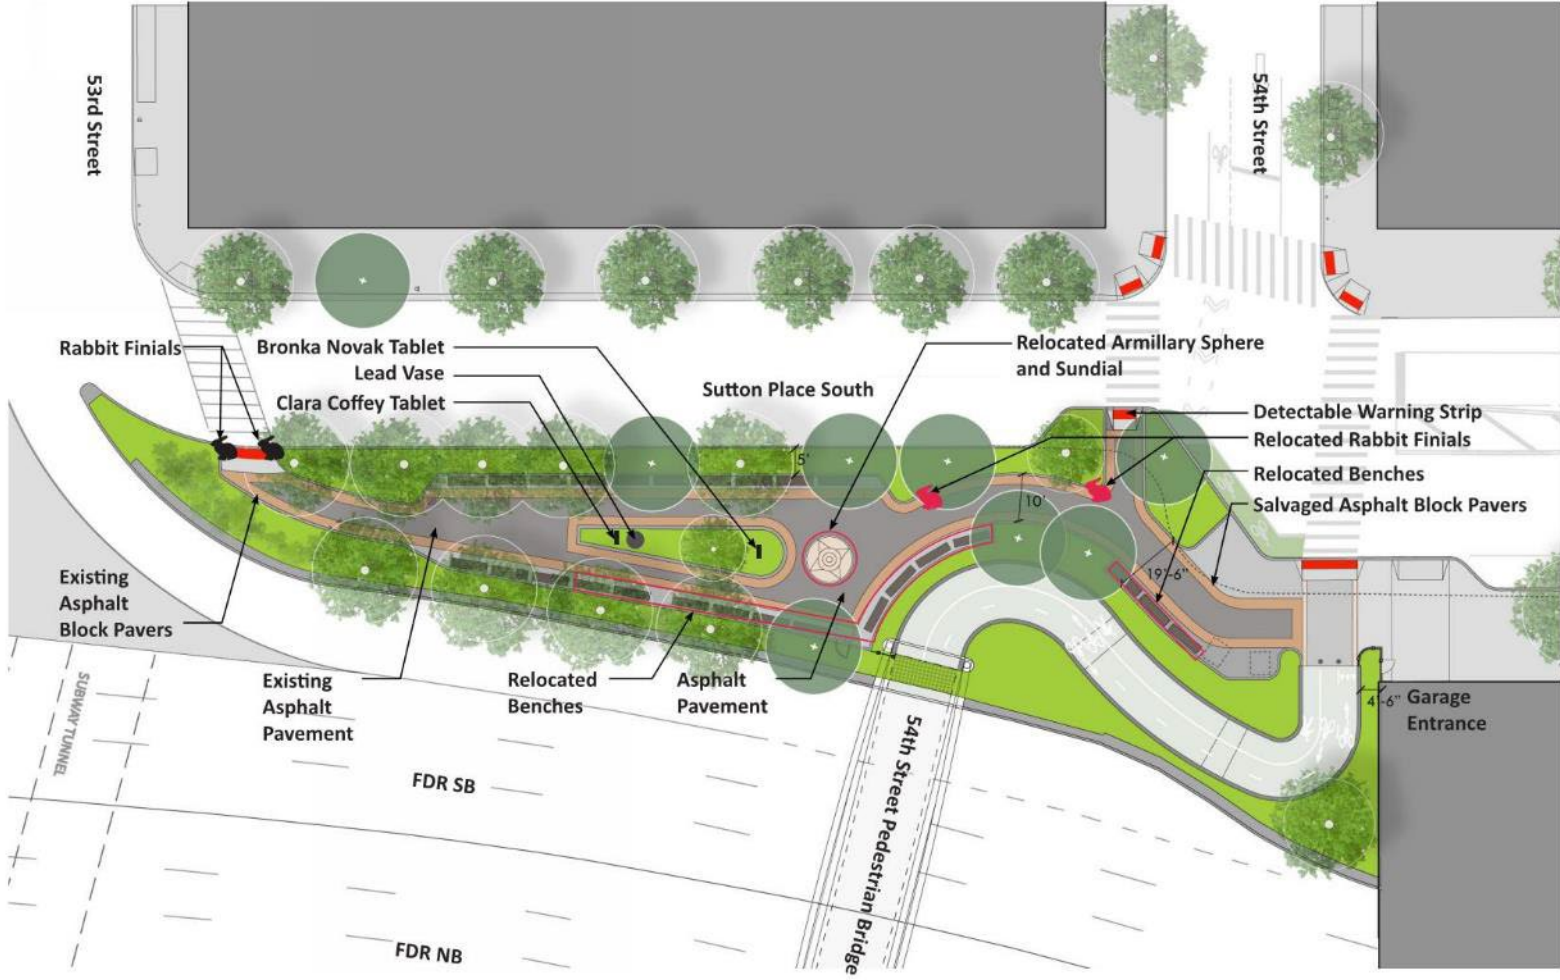 53rd Street
54th Street
Rabbit Finials
Bronka Novak Tablet
Lead Vase
Clara Coffey Tablet
Sutton Place South
Relocated Armillary Sphere
and Sundial
Detectable Warning Strip
Relocated Rabbit Finials
Relocated Benches
Salvaged Asphalt Block Pavers
5'
10'
19'-6"
Existing
Asphalt
Block Pavers
Existing
Asphalt
Pavement
Relocated
Benches
Asphalt
Pavement
4'-6"
Garage
Entrance
SUBWAY TUNNEL
FDR SB
54th Street Pedestrian Bridge
FDR NB